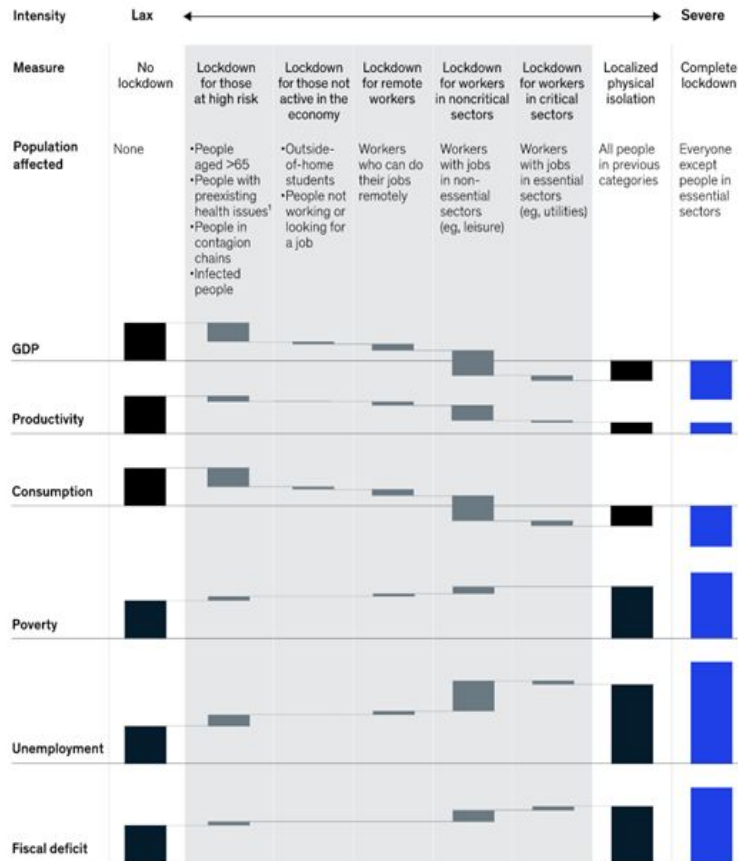 Intensity Lax Severe
Measure
No
lockdown
Lockdown
for those
at high risk
Lockdown
for those not
active in the
economy
Lockdown
for remote
workers
Lockdown
for workers
in noncritical
sectors
Lockdown
for workers
in critical
sectors
Localized
physical
isolation
Complete
lockdown
Population
affected
None
•People
aged >65
•People with
preexisting
health issues¹
•People in
contagion
chains
•Infected
people
•Outside-
of-home
students
•People not
working or
looking for
a job
Workers
who can do
their jobs
remotely
Workers
with jobs
in non-
essential
sectors
(eg, leisure)
Workers
with jobs
in essential
sectors
(eg, utilities)
All people
in previous
categories
Everyone
except
people in
essential
sectors
GDP
Productivity
Consumption
Poverty
Unemployment
Fiscal deficit